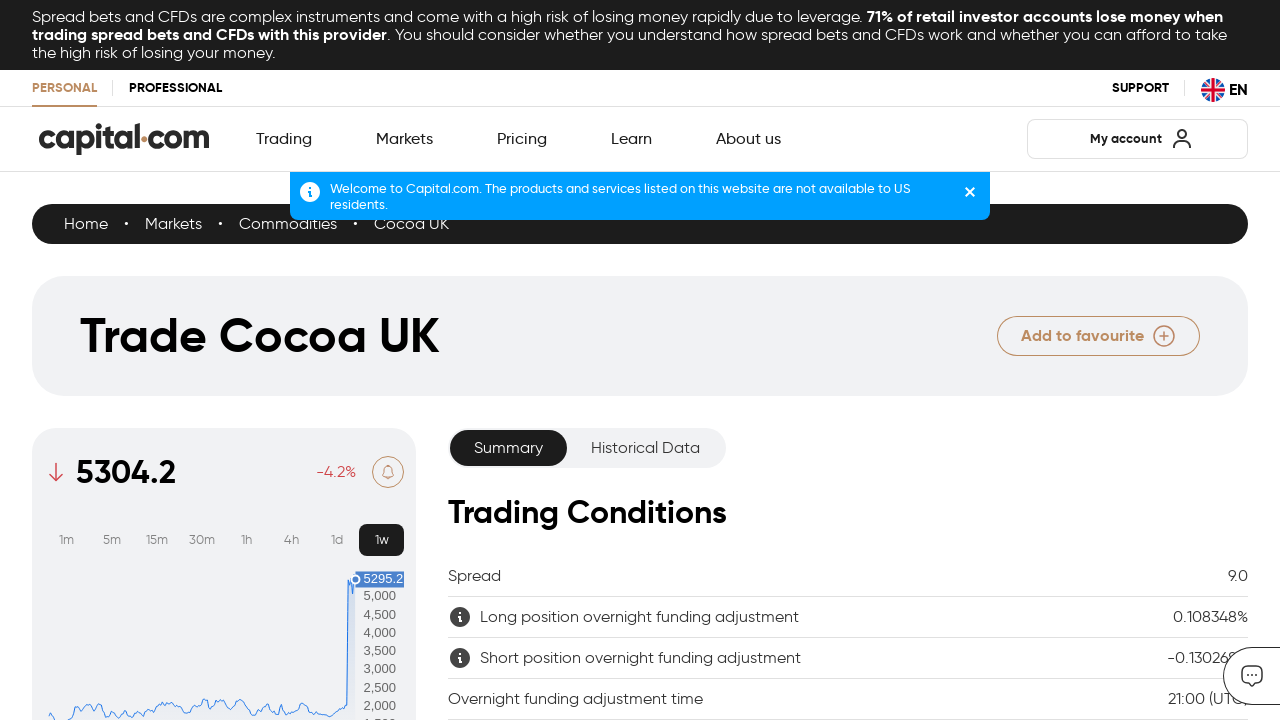 Spread bets and CFDs are complex instruments and come with a high risk of losing money rapidly due to leverage. 71% of retail investor accounts lose money when
trading spread bets and CFDs with this provider. You should consider whether you understand how spread bets and CFDs work and whether you can afford to take
the high risk of losing your money.
PERSONAL PROFESSIONAL SUPPORT EN
capital.com Trading Markets Pricing Learn About us My account
Welcome to Capital.com. The products and services listed on this website are not available to US
residents.
Home • Markets • Commodities • Cocoa UK
Trade Cocoa UK
Add to favourite
5304.2 -4.2%
1m 5m 15m 30m 1h 4h 1d 1w
5295.2
5,000
4,500
4,000
3,500
3,000
2,500
2,000
Summary Historical Data
Trading Conditions
Spread 9.0
Long position overnight funding adjustment 0.108348%
Short position overnight funding adjustment
Overnight funding adjustment time 21:00 (UTC)